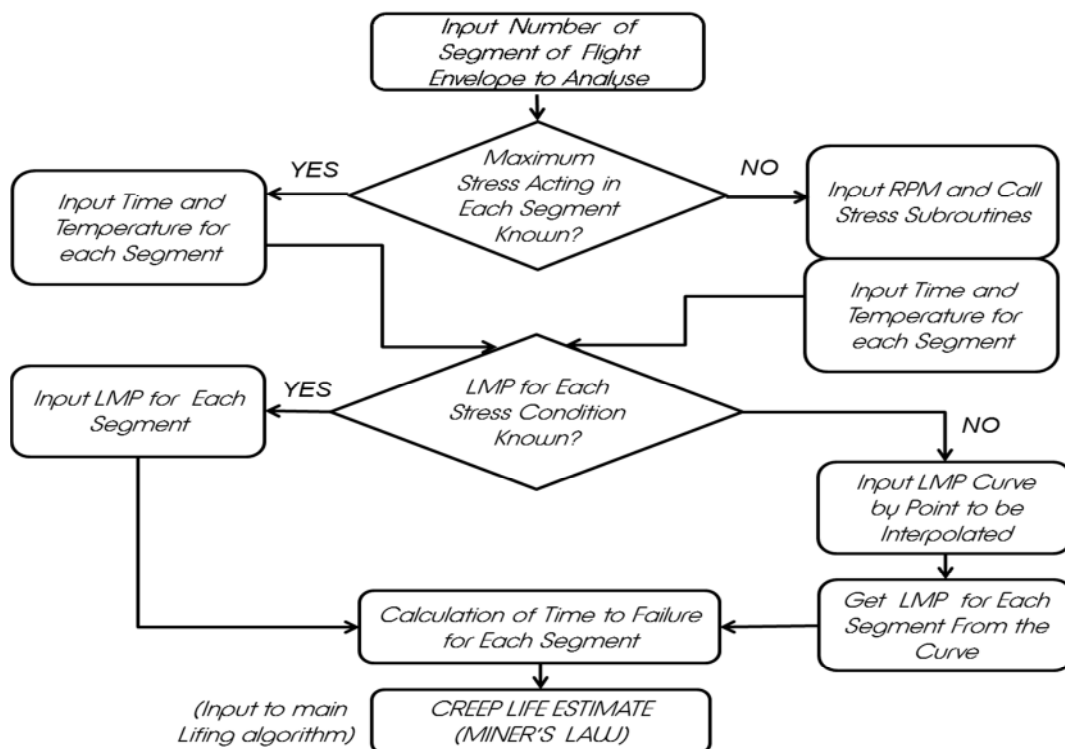 Input Number of
Segment of Flight
Envelope to Analyse
YES
Maximum
Stress Acting in
Each Segment
Known?
NO
Input Time and
Temperature for
each Segment
Input RPM and Call
Stress Subroutines
Input Time and
Temperature for
each Segment
Input LMP for Each
Segment
YES
LMP for Each
Stress Condition
Known?
NO
Input LMP Curve
by Point to be
Interpolated
Calculation of Time to Failure
for Each Segment
Get LMP for Each
Segment From the
Curve
(Input to main
Lifing algorithm)
CREEP LIFE ESTIMATE
(MINER'S LAW)